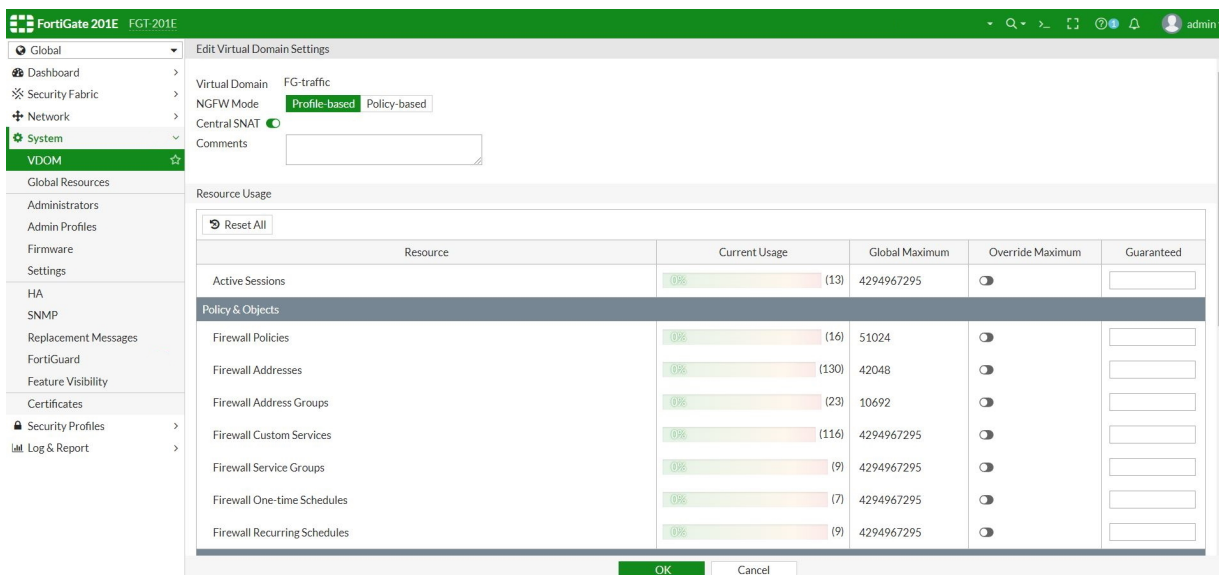 FortiGate 201E FGT-201E
>_ 1 admin
Global
Dashboard
Security Fabric
Network
System
VDOM
Global Resources
Administrators
Admin Profiles
Firmware
Settings
HA
SNMP
Replacement Messages
FortiGuard
Feature Visibility
Certificates
Security Profiles
Log & Report
Edit Virtual Domain Settings
Virtual Domain FG-traffic
NGFW Mode Profile-based Policy-based
Central SNAT
Comments
Resource Usage
Reset All
Resource Current Usage Global Maximum Override Maximum Guaranteed
Active Sessions 0% (13) 4294967295
Policy & Objects
Firewall Policies 0% (16) 51024
Firewall Addresses 0% (130) 42048
Firewall Address Groups 0% (23) 10692
Firewall Custom Services 0% (116) 4294967295
Firewall Service Groups 0% (9) 4294967295
Firewall One-time Schedules 0% (7) 4294967295
Firewall Recurring Schedules 0% (9) 4294967295
OK Cancel